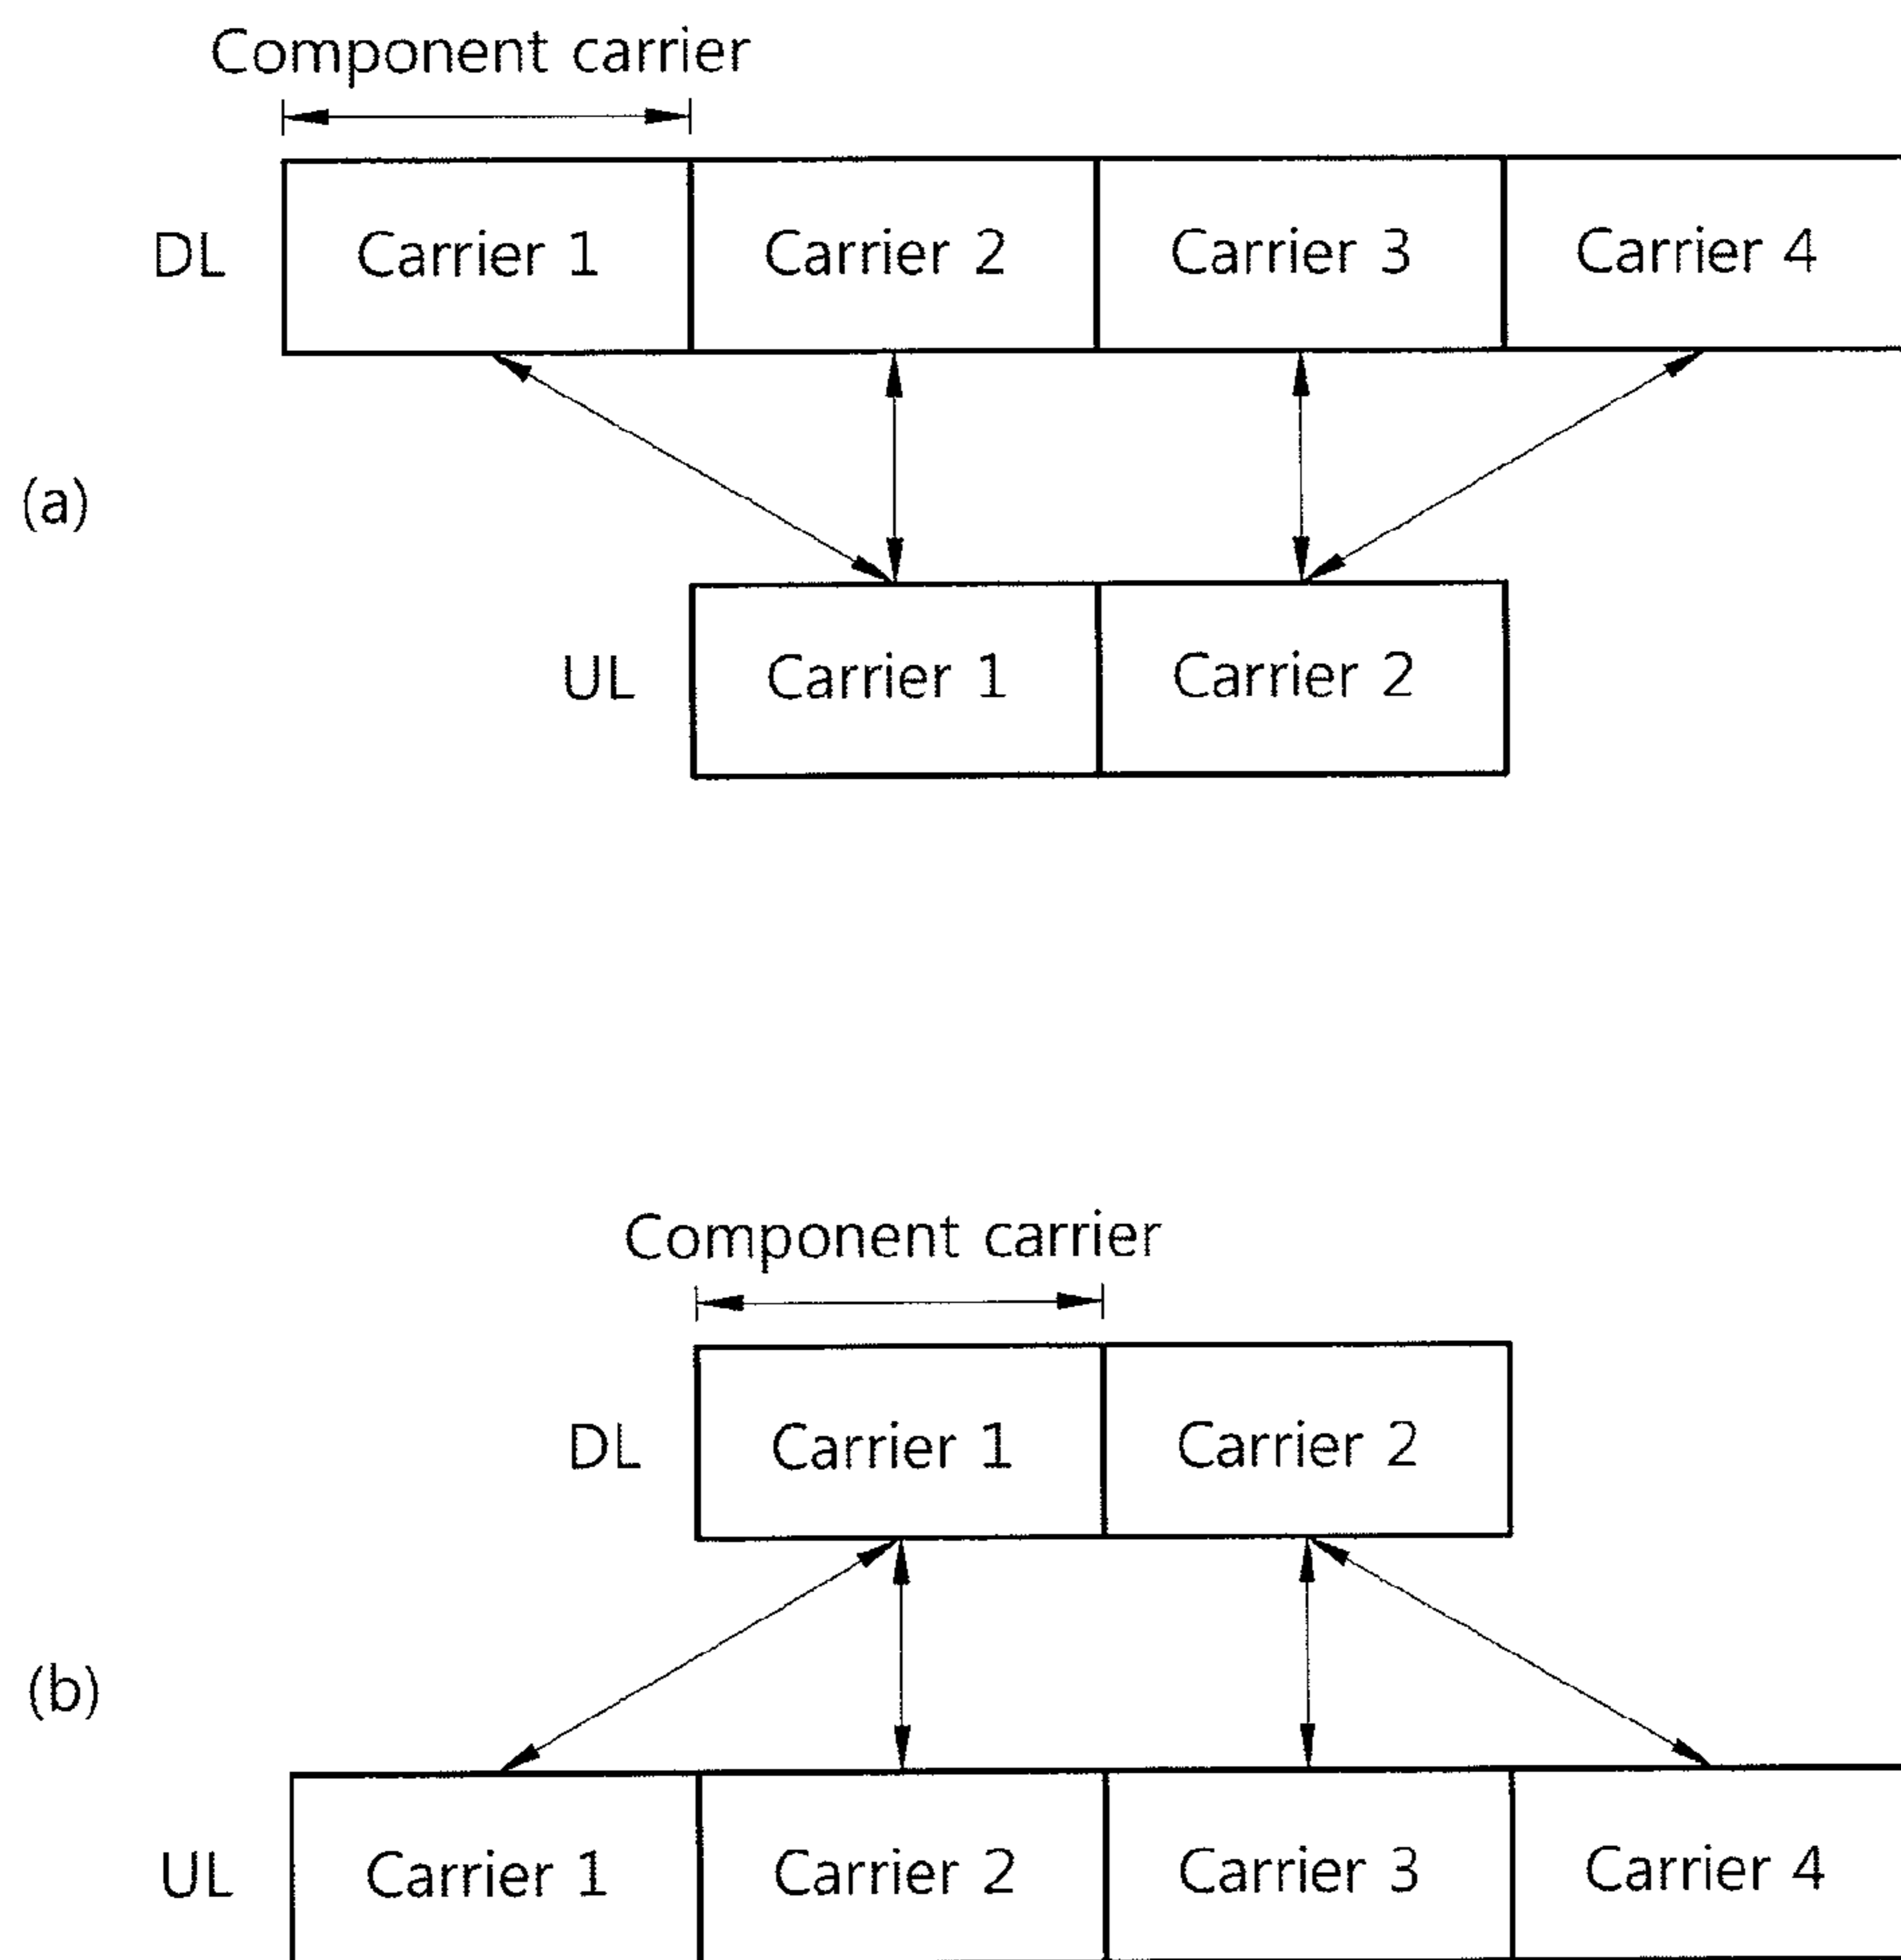 Component carrier
DL Carrier 1 Carrier 2 Carrier 3 Carrier 4
(a)
UL Carrier 1 Carrier 2
Component carrier
DL Carrier 1 Carrier 2
(b)
UL Carrier 1 Carrier 2 Carrier 3 Carrier 4